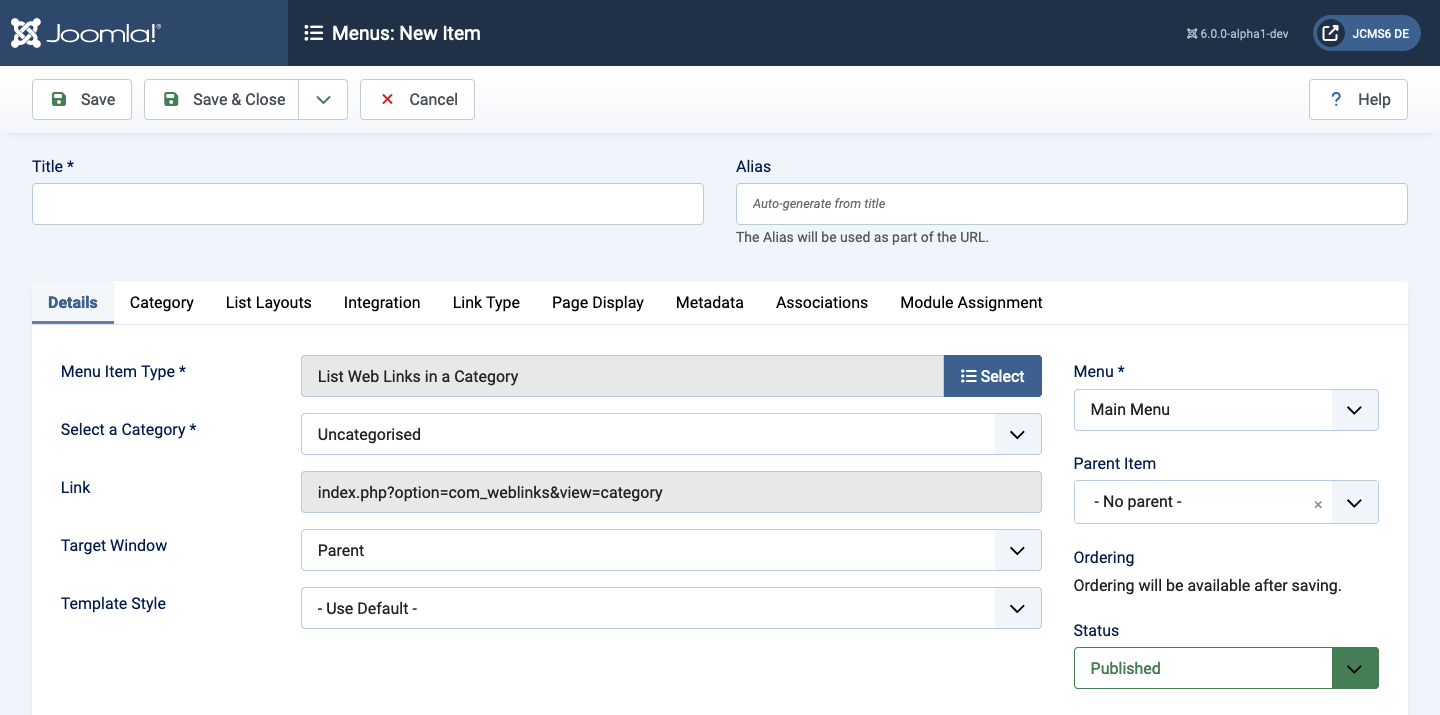 Joomla!®
Menus: New Item
6.0.0-alpha1-dev
JCMS6 DE
Save
Save & Close
Cancel
? Help
Title *
Alias
Auto-generate from title
The Alias will be used as part of the URL.
Details Category List Layouts Integration Link Type Page Display Metadata Associations Module Assignment
Menu Item Type *
List Web Links in a Category
Select
Select a Category *
Uncategorised
Link
index.php?option=com_weblinks&view=category
Target Window
Parent
Template Style
- Use Default -
Menu *
Main Menu
Parent Item
- No parent - ×
Ordering
Ordering will be available after saving.
Status
Published